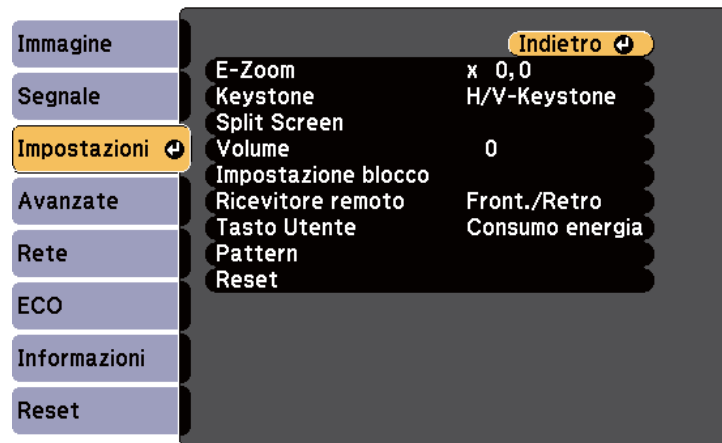 Immagine
Segnale
Impostazioni
Avanzate
Rete
ECO
Informazioni
Reset
Indietro
E-Zoom x 0,0
Keystone H/V-Keystone
Split Screen
Volume 0
Impostazione blocco
Ricevitore remoto Front./Retro
Tasto Utente Consumo energia
Pattern
Reset